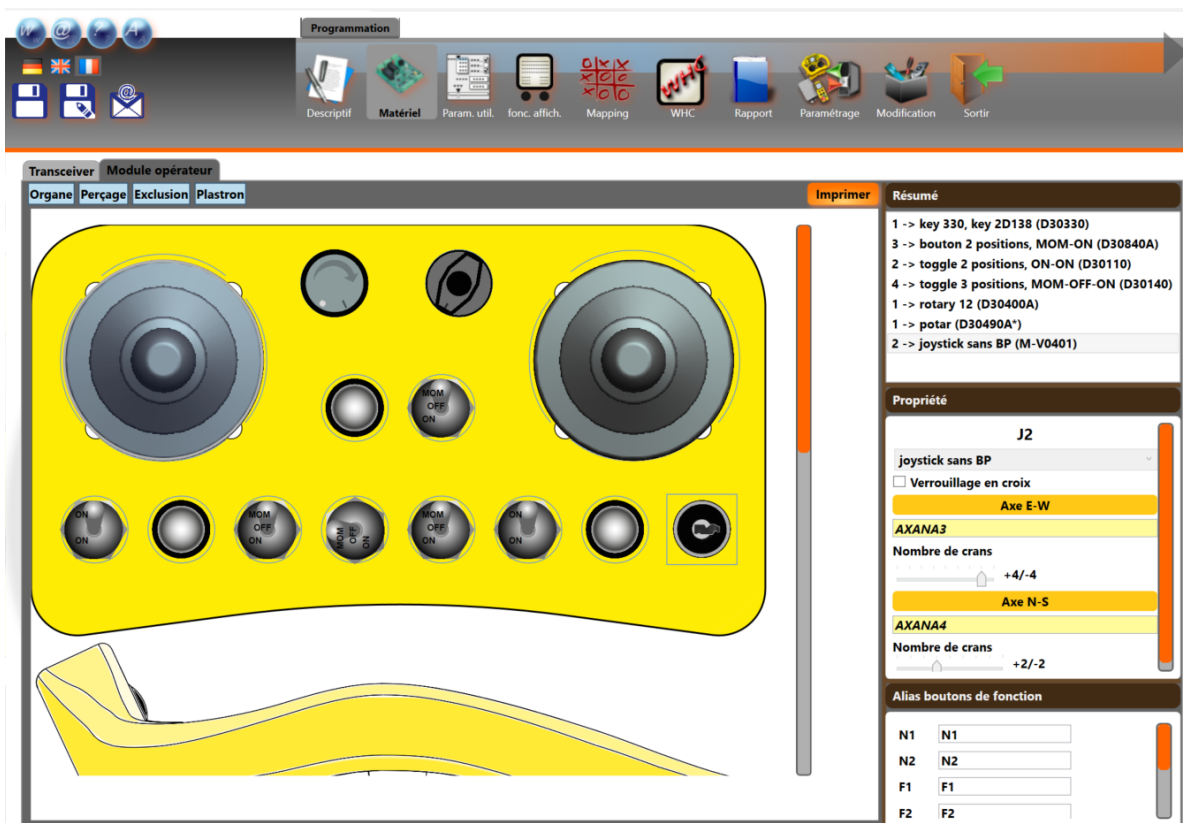 W @ ? A
Programmation
Descriptif Matériel Param. util. fonc. affich. Mapping WHC Rapport Paramétrage Modification Sortir
Transceiver Module opérateur
Organe Perçage Exclusion Plastron Imprimer
Résumé
1 -> key 330, key 2D138 (D30330)
3 -> bouton 2 positions, MOM-ON (D30840A)
2 -> toggle 2 positions, ON-ON (D30110)
4 -> toggle 3 positions, MOM-OFF-ON (D30140)
1 -> rotary 12 (D30400A)
1 -> potar (D30490A*)
2 -> joystick sans BP (M-V0401)
MOM
OFF
ON
ON
ON
MOM
OFF
ON
MOM
OFF
ON
MOM
OFF
ON
ON
ON
Propriété
J2
joystick sans BP
Verrouillage en croix
Axe E-W
AXANA3
Nombre de crans
+4/-4
Axe N-S
AXANA4
Nombre de crans
+2/-2
Alias boutons de fonction
N1 N1
N2 N2
F1 F1
F2 F2